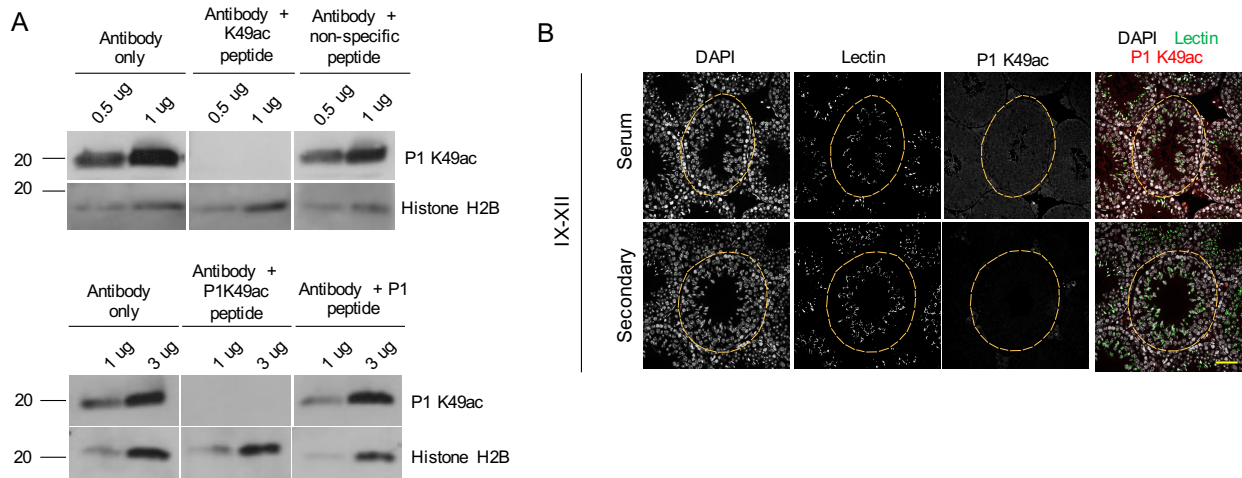 A
Antibody only
Antibody +
K49ac
peptide
Antibody +
non-specific
peptide
0.5 ug
1 ug
0.5 ug
1 ug
0.5 ug
1 ug
20
P1 K49ac
20
Histone H2B
Antibody
only
Antibody +
P1K49ac
peptide
Antibody + P1
peptide
1 ug
3 ug
1 ug
3 ug
1 ug
3 ug
20
P1 K49ac
20
Histone H2B
B
DAPI
Lectin
P1 K49ac
DAPI Lectin
P1 K49ac
IX-XII
Serum
Secondary